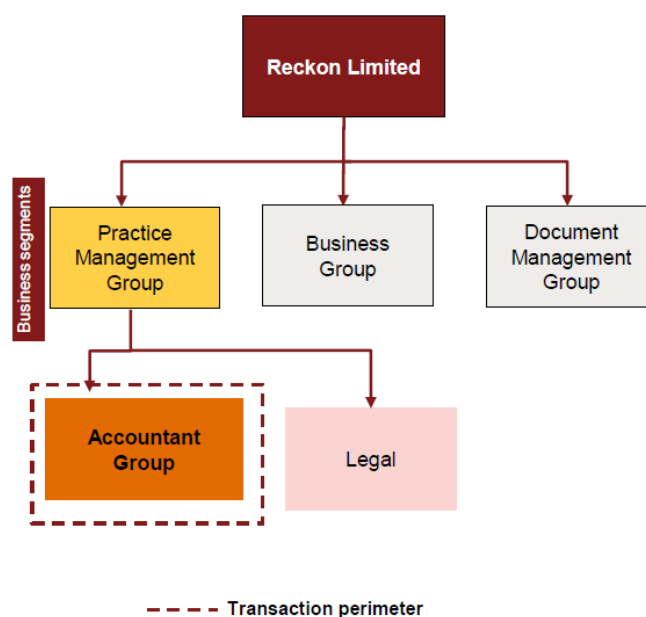 Reckon Limited
Business segments
Practice
Management
Group
Business
Group
Document
Management
Group
Accountant
Group
Legal
Transaction perimeter